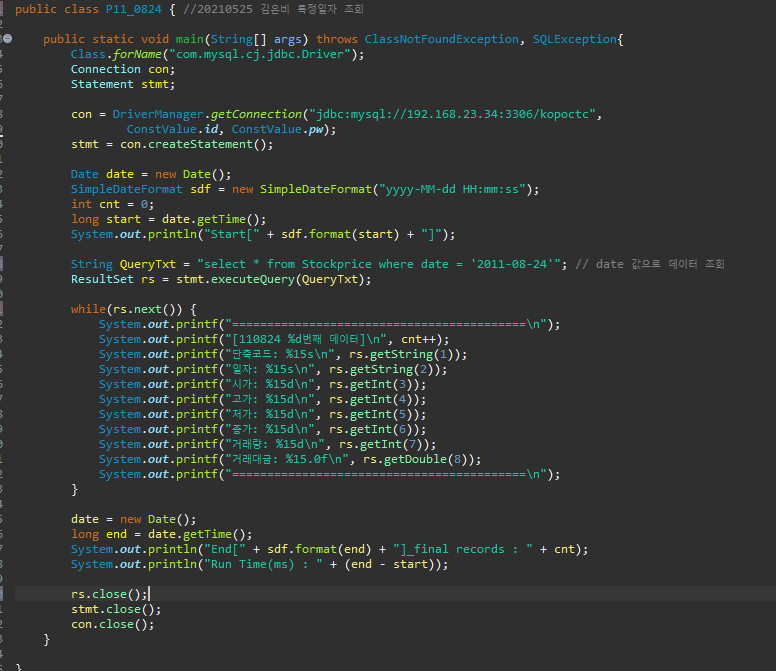 public class P11_0824 { //20210525 김은비 특정일자 조회
public static void main(String[] args) throws ClassNotFoundException, SQLException{
Class.forName("com.mysql.cj.jdbc.Driver");
Connection con;
Statement stmt;
con = DriverManager.getConnection("jdbc:mysql://192.168.23.34:3306/kopoctc",
ConstValue.id, ConstValue.pw);
stmt = con.createStatement();
Date date = new Date();
SimpleDateFormat sdf = new SimpleDateFormat("yyyy-MM-dd HH:mm:ss");
int cnt = 0;
long start = date.getTime();
System.out.println("Start[" + sdf.format(start) + "]");
String QueryTxt = "select * from Stockprice where date = '2011-08-24'"; // date 값으로 데이터 조회
ResultSet rs = stmt.executeQuery(QueryTxt);
while(rs.next()) {
System.out.printf("==========================================\n");
System.out.printf("[110824 %d번째 데이터]\n", cnt++);
System.out.printf("단축코드: %15s\n", rs.getString(1));
System.out.printf("일자: %15s\n", rs.getString(2));
System.out.printf("시가: %15d\n", rs.getInt(3));
System.out.printf("고가: %15d\n", rs.getInt(4));
System.out.printf("저가: %15d\n", rs.getInt(5));
System.out.printf("종가: %15d\n", rs.getInt(6));
System.out.printf("거래량: %15d\n", rs.getInt(7));
System.out.printf("거래대금: %15.0f\n", rs.getDouble(8));
System.out.printf("==========================================\n");
}
date = new Date();
long end = date.getTime();
System.out.println("End[" + sdf.format(end) + "]_final records : " + cnt);
System.out.println("Run Time(ms) : " + (end - start));
rs.close();
stmt.close();
con.close();
}
}